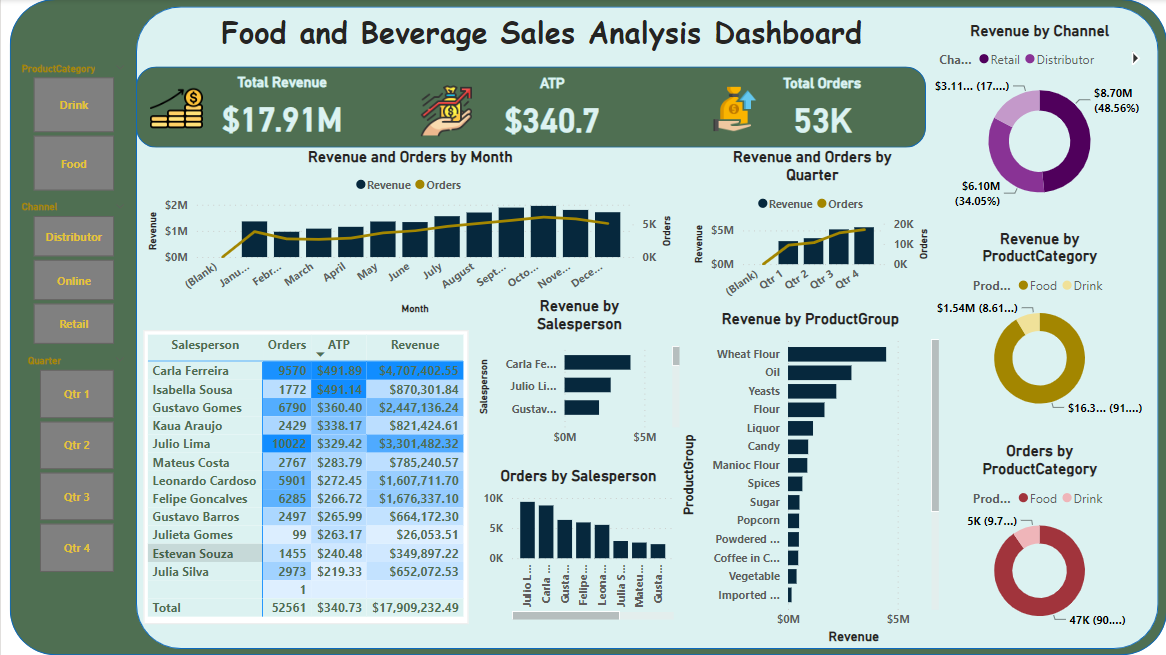 Food and Beverage Sales Analysis Dashboard
ProductCategory
Drink
Food
Channel
Distributor
Online
Retail
Quarter
Qtr 1
Qtr 2
Qtr 3
Qtr 4
Total Revenue
$17.91M
ATP
$340.7
Total Orders
53K
Revenue and Orders by Month
Revenue Orders
Revenue
$2M
$1M
$0M
5K
0K
Orders
(Blank) Janu... Febr... March April May June July August Sept... Octo... Nove... Dece...
Month
Revenue and Orders by
Quarter
Revenue Orders
Revenue
$5M
$0M
20K
10K
0K
Orders
(Blank) Qtr 1 Qtr 2 Qtr 3 Qtr 4
Salesperson Orders ATP Revenue
Carla Ferreira 9570 $491.89 $4,707,402.55
Isabella Sousa 1772 $491.14 $870,301.84
Gustavo Gomes 6790 $360.40 $2,447,136.24
Kaua Araujo 2429 $338.17 $821,424.61
Julio Lima 10022 $329.42 $3,301,482.32
Mateus Costa 2767 $283.79 $785,240.57
Leonardo Cardoso 5901 $272.45 $1,607,711.70
Felipe Goncalves 6285 $266.72 $1,676,337.10
Gustavo Barros 2497 $265.99 $664,172.30
Julieta Gomes 99 $263.17 $26,053.51
Estevan Souza 1455 $240.48 $349,897.22
Julia Silva 2973 $219.33 $652,072.53
1
Total 52561 $340.73 $17,909,232.49
Revenue by
Salesperson
Salesperson
Carla Fe...
Julio Li...
Gustav...
$0M $5M
Orders by Salesperson
10K
5K
0K
Julio L... Carla ... Gusta... Felipe... Leona... Julia S... Mateu... Gusta...
Revenue by ProductGroup
ProductGroup
Wheat Flour
Oil
Yeasts
Flour
Liquor
Candy
Manioc Flour
Spices
Sugar
Popcorn
Powdered ...
Coffee in C...
Vegetable
Imported ...
$0M $5M
Revenue
Revenue by Channel
Cha... Retail Distributor
$3.11... (17....)
$8.70M
(48.56%)
$6.10M
(34.05%)
Revenue by
ProductCategory
Prod... Food Drink
$1.54M (8.61...)
$16.3... (91....)
Orders by
ProductCategory
Prod... Food Drink
5K (9.7...)
47K (90....)